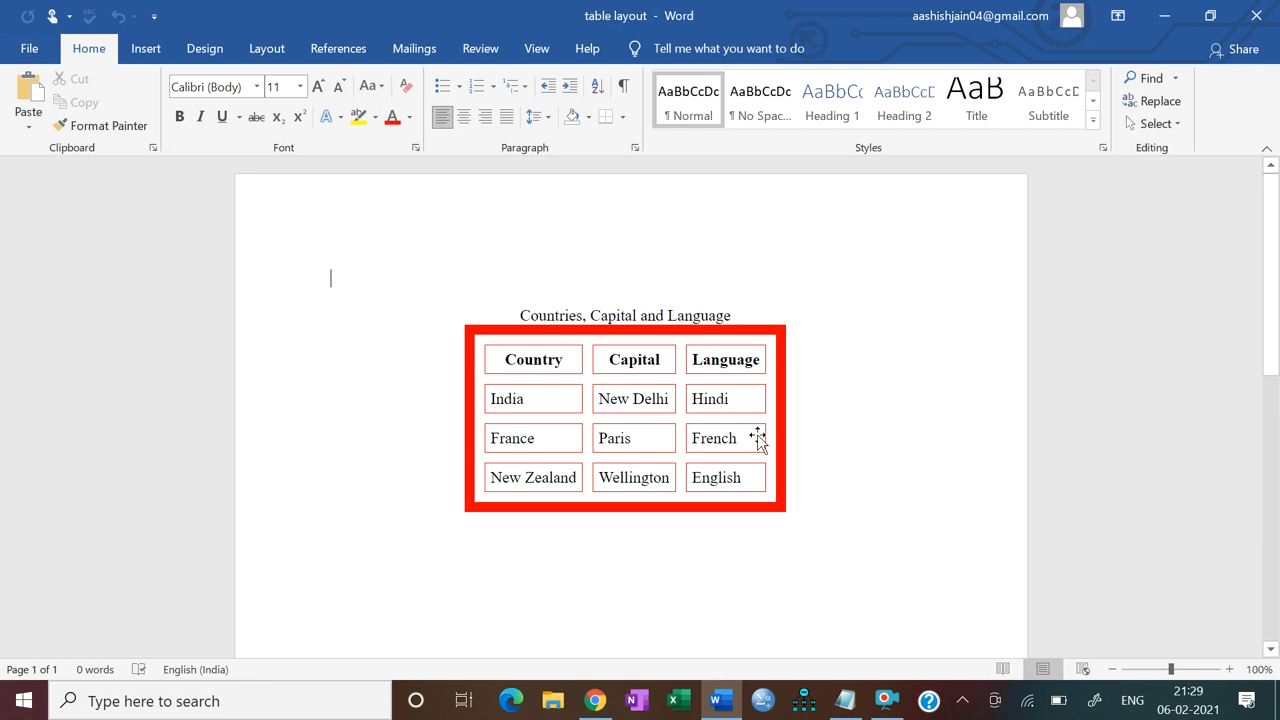 table layout - Word
aashishjain04@gmail.com
File Home Insert Design Layout References Mailings Review View Help Tell me what you want to do Share
Paste
Cut
Copy
Format Painter
Clipboard
Calibri (Body) 11
Font
Paragraph
AaBbCcDc AaBbCcDc AaBbCc AaBbCcD AaB AaBbCcD
¶ Normal ¶ No Spac... Heading 1 Heading 2 Title Subtitle
Styles
Find
Replace
Select
Editing
Countries, Capital and Language
Country Capital Language
India New Delhi Hindi
France Paris French
New Zealand Wellington English
Page 1 of 1 0 words English (India) 100%
Type here to search
ENG
21:29
06-02-2021